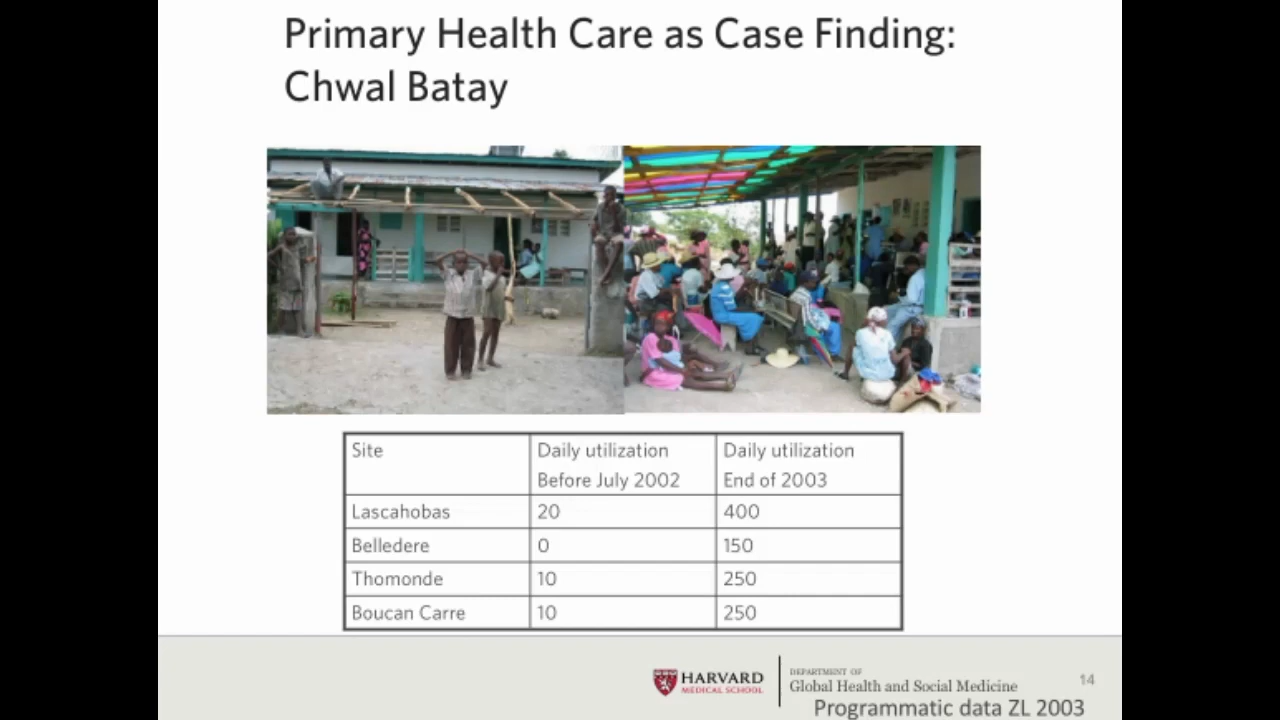 Primary Health Care as Case Finding:
Chwal Batay
Site
Daily utilization
Before July 2002
Daily utilization
End of 2003
Lascahobas
20
400
Belledere
0
150
Thomonde
10
250
Boucan Carre
10
250
HARVARD
MEDICAL SCHOOL
DEPARTMENT OF
Global Health and Social Medicine
14
Programmatic data ZL 2003